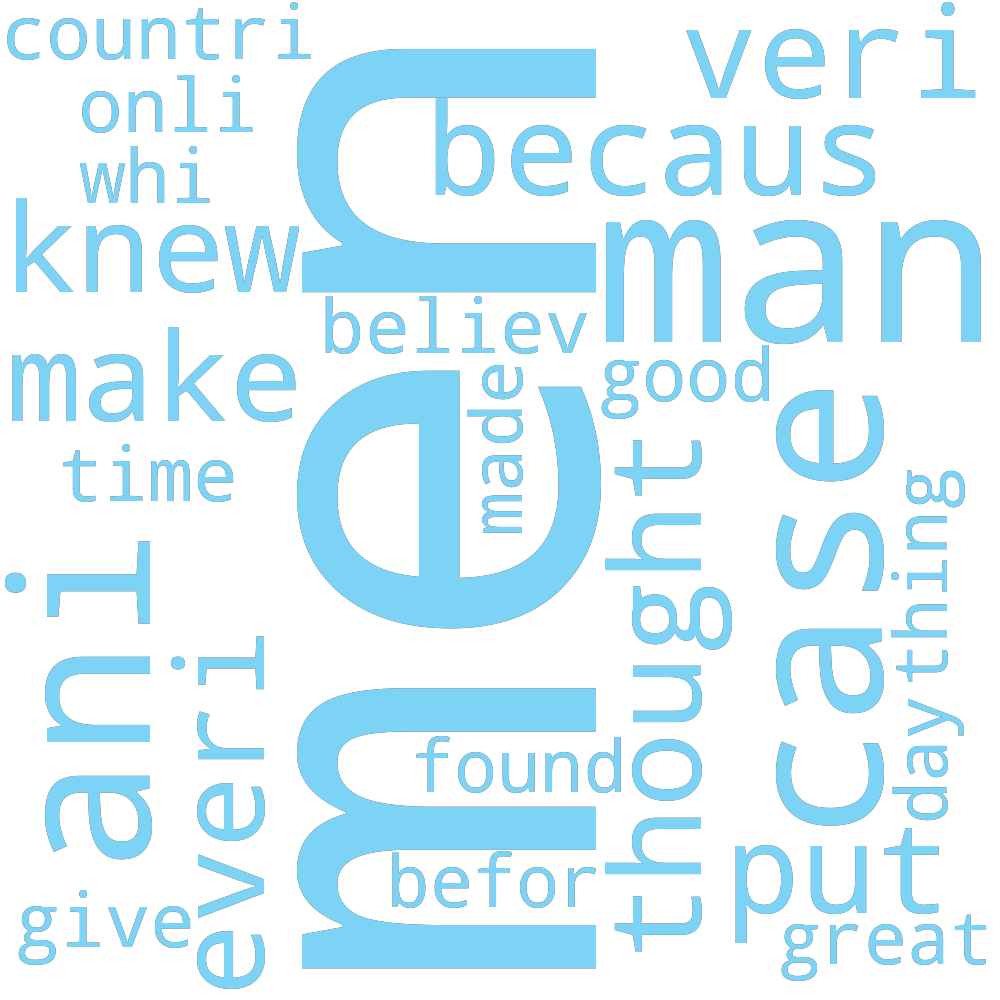 countri
veri
onli
becaus
whi
knew
man
men
believ
make
good
made
case
time
thought
thing
ani
everi
found
day
befor
put
give
great